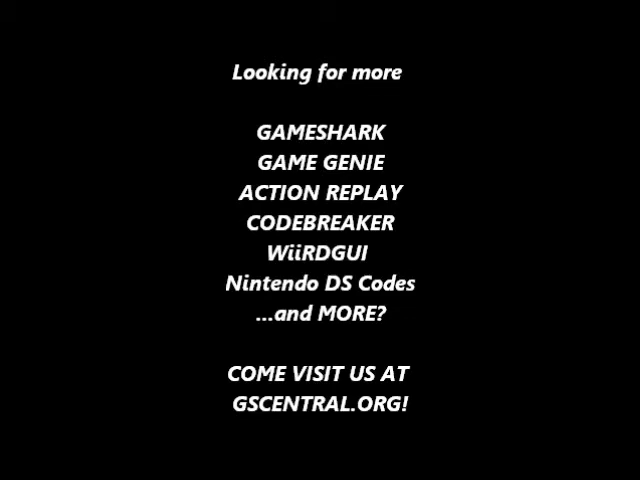 Looking for more
GAMESHARK
GAME GENIE
ACTION REPLAY
CODEBREAKER
WiiRDGUI
Nintendo DS Codes
...and MORE?
COME VISIT US AT
GSCENTRAL.ORG!